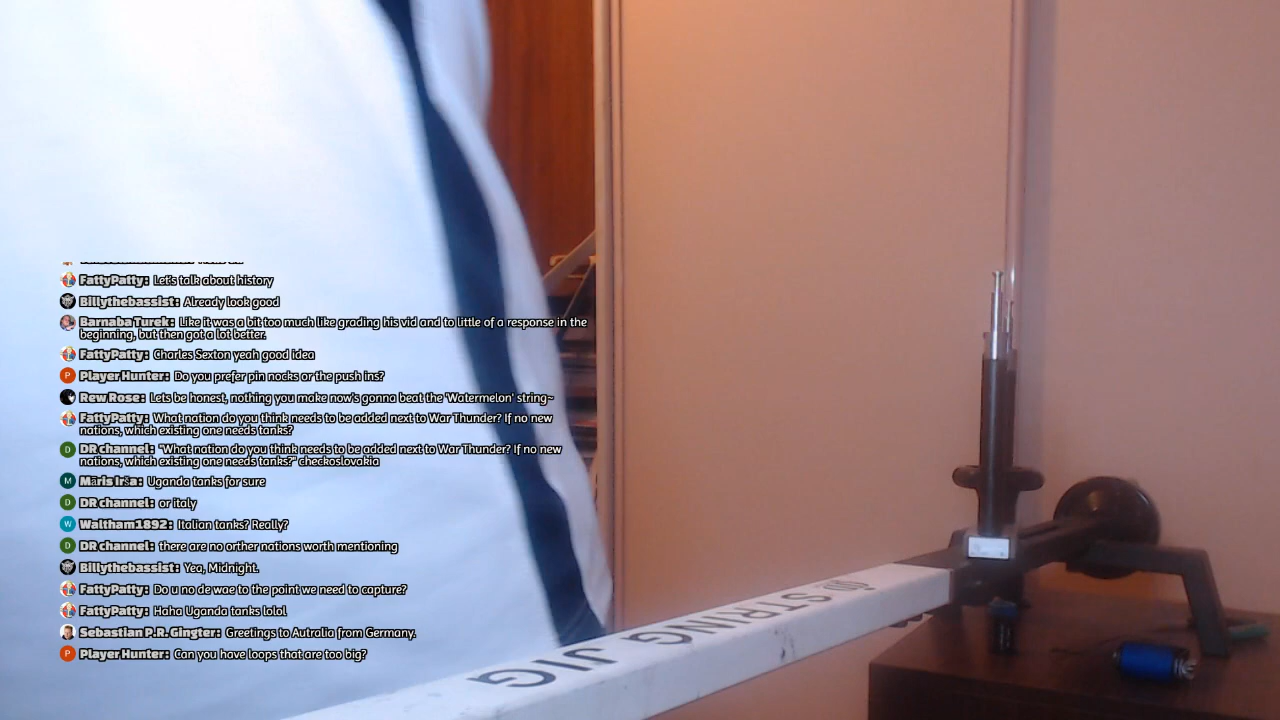 FattyPatty: Let's talk about history
Billythebassist: Already look good
Barnaba Turek: Like it was a bit too much like grading his vid and to little of a response in the
beginning, but then got a lot better.
FattyPatty: Charles Sexton yeah good idea
Player Hunter: Do you prefer pin nocks or the push ins?
Rew Rose: Lets be honest, nothing you make now's gonna beat the 'Watermelon' string~
FattyPatty: What nation do you think needs to be added next to War Thunder? If no new
nations, which existing one needs tanks?
DR channel: "What nation do you think needs to be added next to War Thunder? If no new
nations, which existing one needs tanks?" checkoslovakia
Māris Irša: Uganda tanks for sure
DR channel: or italy
Waltham1892: Italian tanks? Really?
DR channel: there are no orther nations worth mentioning
Billythebassist: Yea, Midnight.
FattyPatty: Do u no de wae to the point we need to capture?
FattyPatty: Haha Uganda tanks lolol
Sebastian P.R. Gingter: Greetings to Autralia from Germany.
Player Hunter: Can you have loops that are too big?
STRING JIG